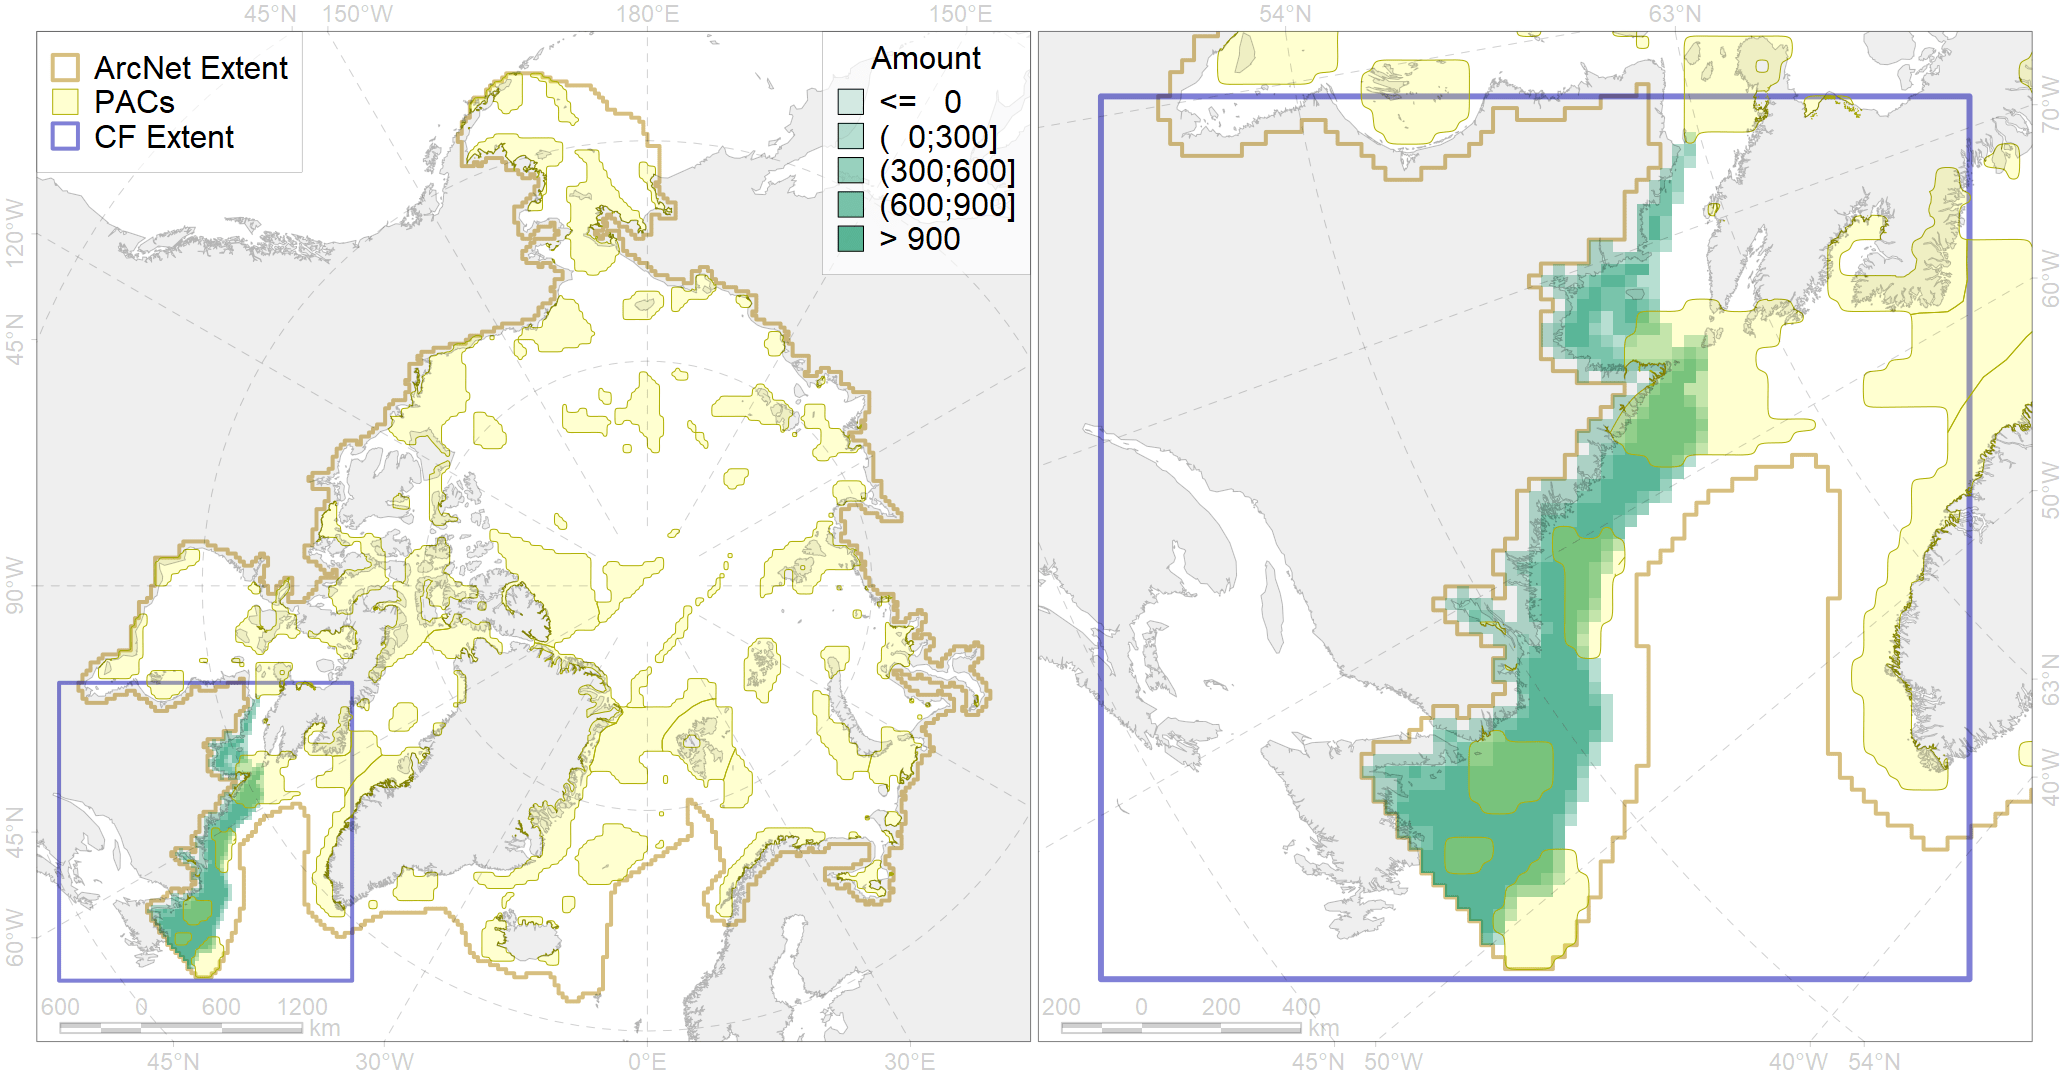 45°N 150°W 180°E 150°E 54°N 63°N
ArcNet Extent
PACs
CF Extent
Amount
<= 0
( 0;300]
(300;600]
(600;900]
> 900
120°W
45°N
90°W
45°N
60°W
70°W
60°W
50°W
63°N
40°W
600 0 600 1200
km
200 0 200 400
km
45°N 30°W 0°E 30°E 45°N 50°W 40°W 54°N